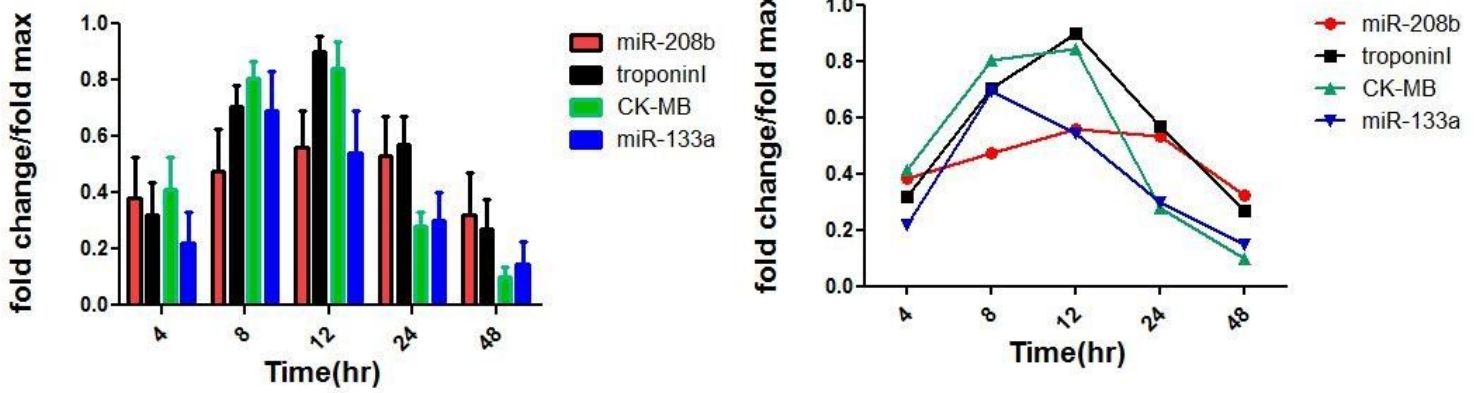 fold change/fold max
1.0
0.8
0.6
0.4
0.2
0.0
4
8
12
24
48
Time(hr)
miR-208b
troponinI
CK-MB
miR-133a
fold change/fold max
1.0
0.8
0.6
0.4
0.2
0.0
4
8
12
24
48
Time(hr)
miR-208b
troponinI
CK-MB
miR-133a